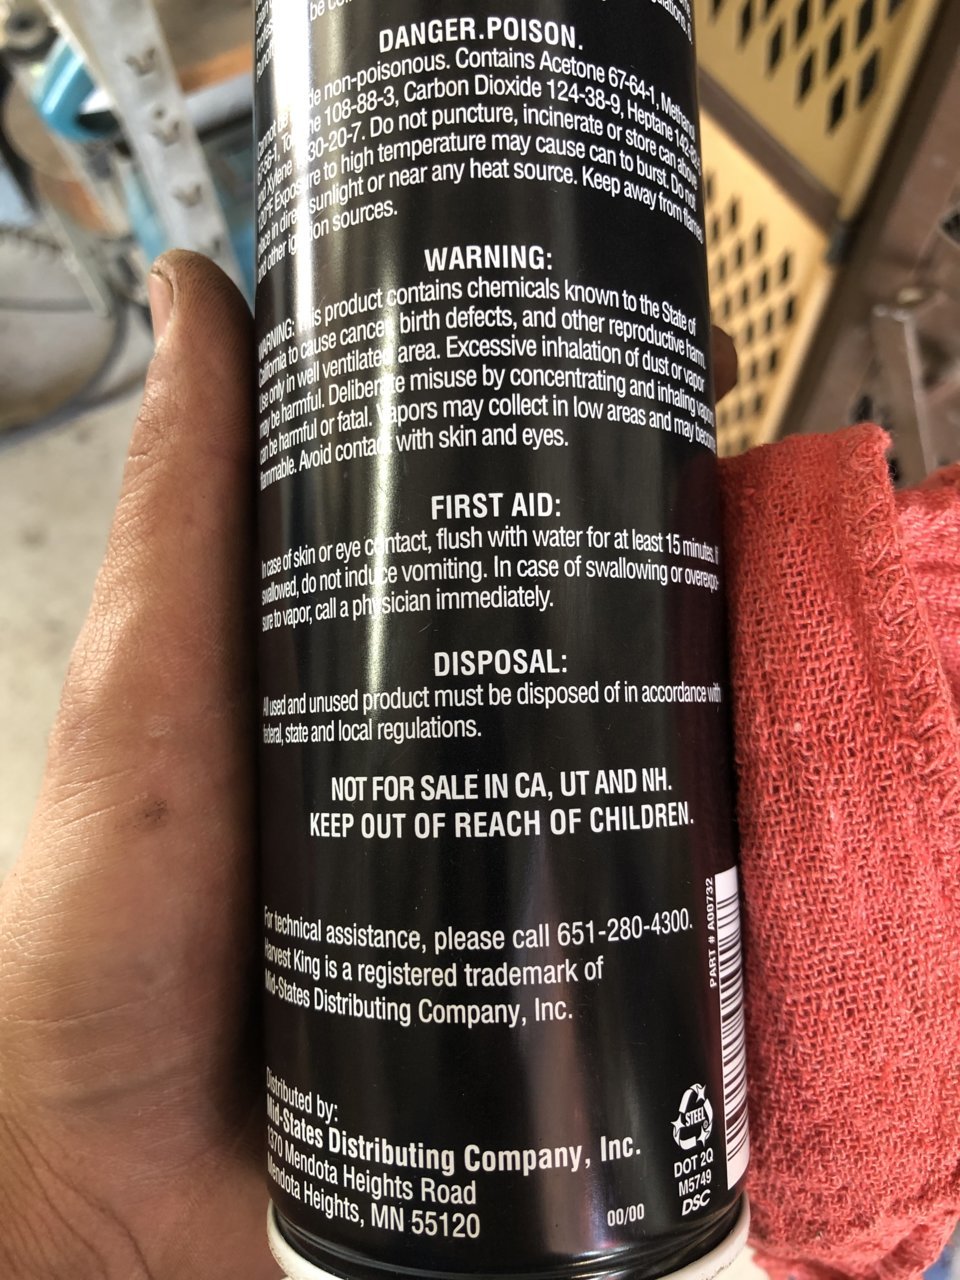 be
DANGER.POISON.
non-poisonous. Contains Acetone 67-64-1, Methanol
108-88-3, Carbon Dioxide 124-38-9, Heptane
and Xylene 30-20-7. Do not puncture, incinerate or store can above
to high temperature may cause can to burst. Do not
place in direct sunlight or near any heat source. Keep away from flames
and other ignition sources.
WARNING:
WARNING: This product contains chemicals known to the State of
California to cause cancer, birth defects, and other reproductive harm.
Use only in well ventilated area. Excessive inhalation of dust or vapor
may be harmful. Deliberate misuse by concentrating and inhaling vapors
can be harmful or fatal. Vapors may collect in low areas and may become
flammable. Avoid contact with skin and eyes.
FIRST AID:
In case of skin or eye contact, flush with water for at least 15 minutes. If
swallowed, do not induce vomiting. In case of swallowing or overexpo-
sure to vapor, call a physician immediately.
DISPOSAL:
All used and unused product must be disposed of in accordance with
federal, state and local regulations.
NOT FOR SALE IN CA, UT AND NH.
KEEP OUT OF REACH OF CHILDREN.
For technical assistance, please call 651-280-4300.
Harvest King is a registered trademark of
Mid-States Distributing Company, Inc.
PART # A00732
Distributed by:
Mid-States Distributing Company, Inc.
1370 Mendota Heights Road
Mendota Heights, MN 55120
00/00
STEEL
DOT 2Q
M5749
DSC